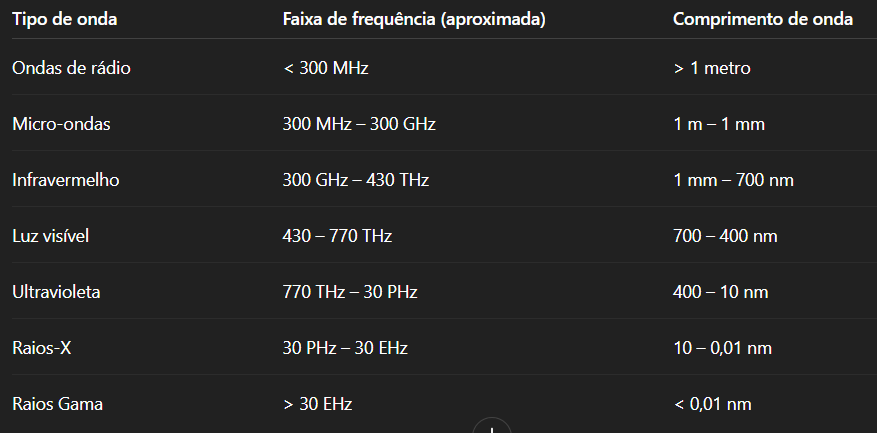 Tipo de onda Faixa de frequência (aproximada) Comprimento de onda
Ondas de rádio < 300 MHz > 1 metro
Micro-ondas 300 MHz – 300 GHz 1 m – 1 mm
Infravermelho 300 GHz – 430 THz 1 mm – 700 nm
Luz visível 430 – 770 THz 700 – 400 nm
Ultravioleta 770 THz – 30 PHz 400 – 10 nm
Raios-X 30 PHz – 30 EHz 10 – 0,01 nm
Raios Gama > 30 EHz < 0,01 nm